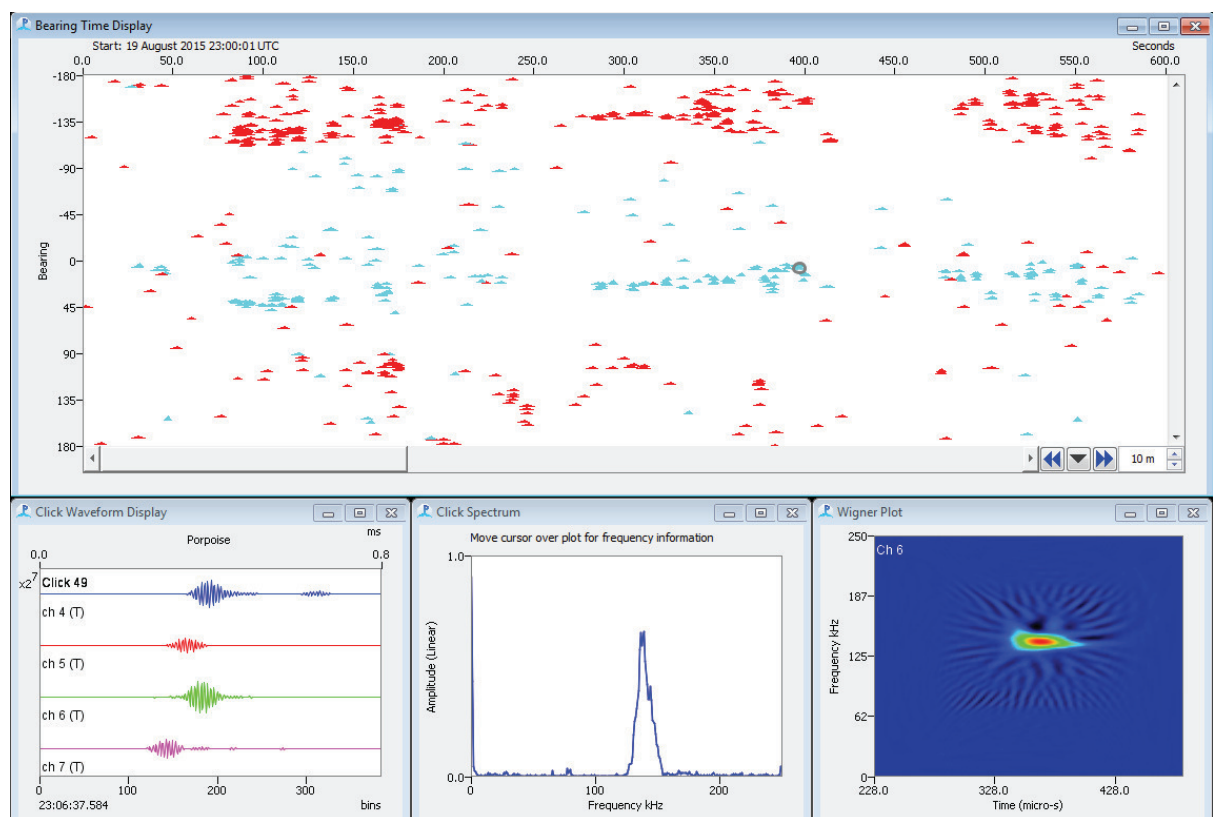 Bearing Time Display
Start: 19 August 2015 23:00:01 UTC
Seconds
0.0 50.0 100.0 150.0 200.0 250.0 300.0 350.0 400.0 450.0 500.0 550.0 600.0
Bearing
-180
-135
-90
-45
0
45
90
135
180
10 m
Click Waveform Display
Porpoise
ms
0.0 0.8
x2^7
Click 49
ch 4 (T)
ch 5 (T)
ch 6 (T)
ch 7 (T)
0 100 200 300
23:06:37.584
bins
Click Spectrum
Move cursor over plot for frequency information
Amplitude (Linear)
1.0
0.0
0 100 200
Frequency kHz
Wigner Plot
Ch 6
Frequency kHz
250
187
125
62
0
228.0 328.0 428.0
Time (micro-s)